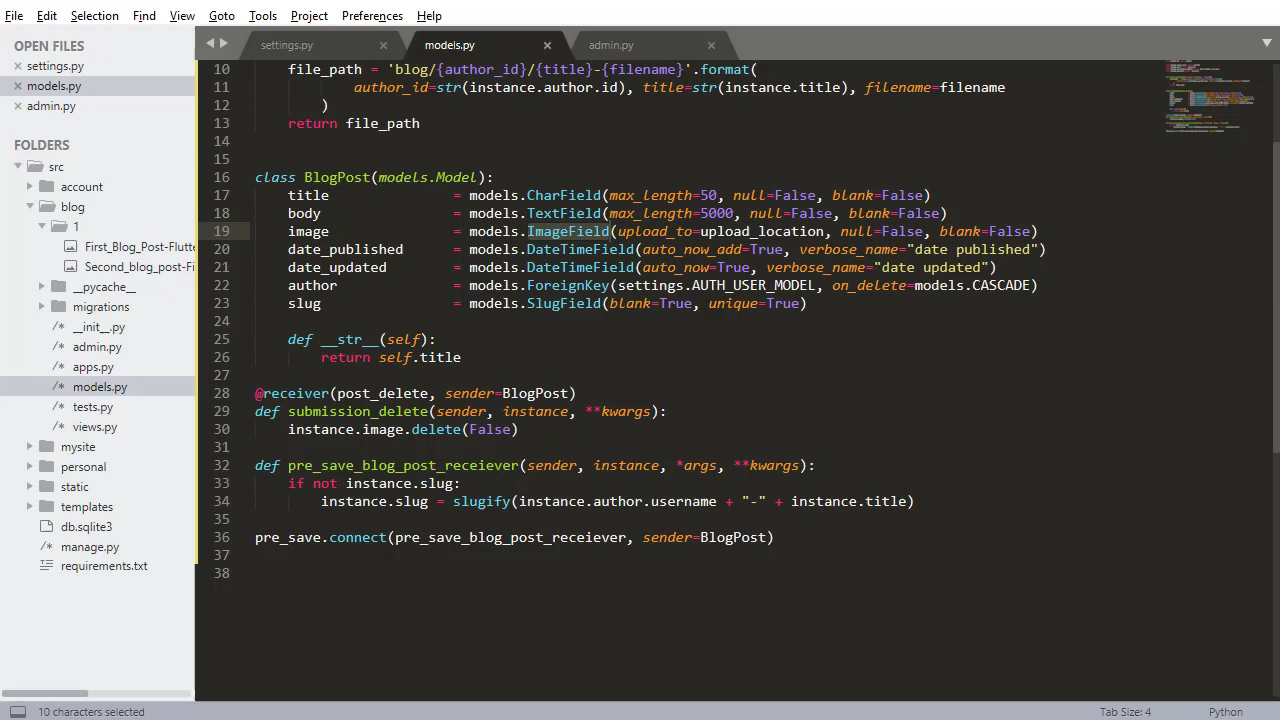 File Edit Selection Find View Goto Tools Project Preferences Help
OPEN FILES
settings.py
models.py
admin.py
FOLDERS
src
account
blog
1
First_Blog_Post-Flutte
Second_blog_post-Fi
__pycache__
migrations
__init__.py
admin.py
apps.py
models.py
tests.py
views.py
mysite
personal
static
templates
db.sqlite3
manage.py
requirements.txt
settings.py models.py admin.py
10 file_path = 'blog/{author_id}/{title}-{filename}'.format(
11 author_id=str(instance.author.id), title=str(instance.title), filename=filename
12 )
13 return file_path
14
15
16 class BlogPost(models.Model):
17 title = models.CharField(max_length=50, null=False, blank=False)
18 body = models.TextField(max_length=5000, null=False, blank=False)
19 image = models.ImageField(upload_to=upload_location, null=False, blank=False)
20 date_published = models.DateTimeField(auto_now_add=True, verbose_name="date published")
21 date_updated = models.DateTimeField(auto_now=True, verbose_name="date updated")
22 author = models.ForeignKey(settings.AUTH_USER_MODEL, on_delete=models.CASCADE)
23 slug = models.SlugField(blank=True, unique=True)
24
25 def __str__(self):
26 return self.title
27
28 @receiver(post_delete, sender=BlogPost)
29 def submission_delete(sender, instance, **kwargs):
30 instance.image.delete(False)
31
32 def pre_save_blog_post_receiever(sender, instance, *args, **kwargs):
33 if not instance.slug:
34 instance.slug = slugify(instance.author.username + "-" + instance.title)
35
36 pre_save.connect(pre_save_blog_post_receiever, sender=BlogPost)
37
38
10 characters selected
Tab Size: 4 Python